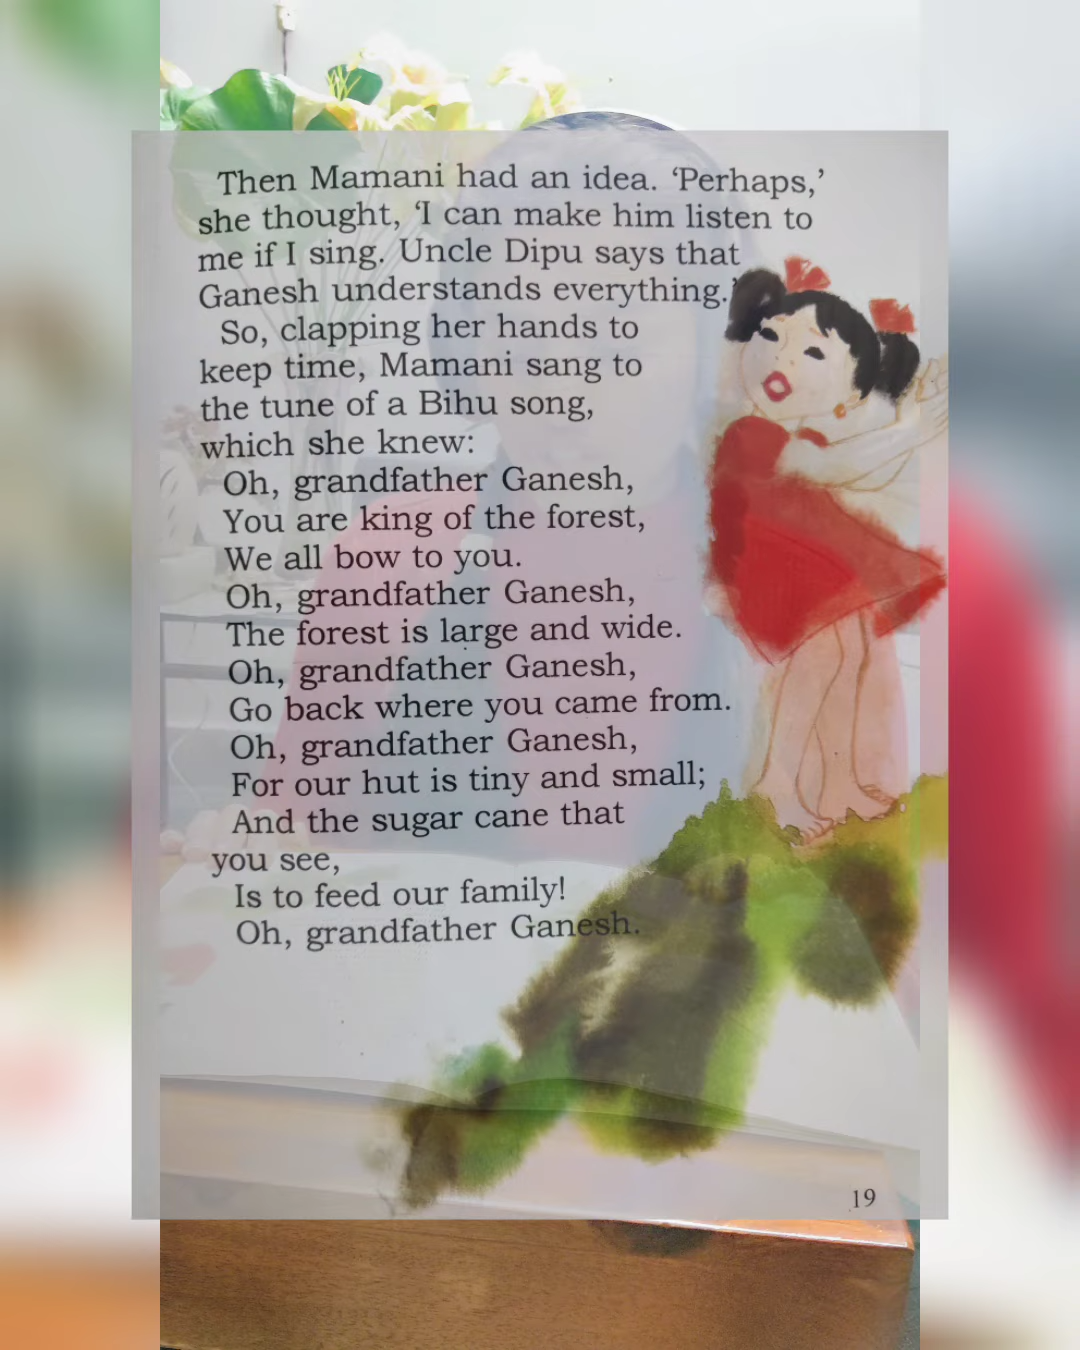 Then Mamani had an idea. ‘Perhaps,’
she thought, ‘I can make him listen to
me if I sing. Uncle Dipu says that
Ganesh understands everything.’
So, clapping her hands to
keep time, Mamani sang to
the tune of a Bihu song,
which she knew:
Oh, grandfather Ganesh,
You are king of the forest,
We all bow to you.
Oh, grandfather Ganesh,
The forest is large and wide.
Oh, grandfather Ganesh,
Go back where you came from.
Oh, grandfather Ganesh,
For our hut is tiny and small;
And the sugar cane that
you see,
Is to feed our family!
Oh, grandfather Ganesh.
19